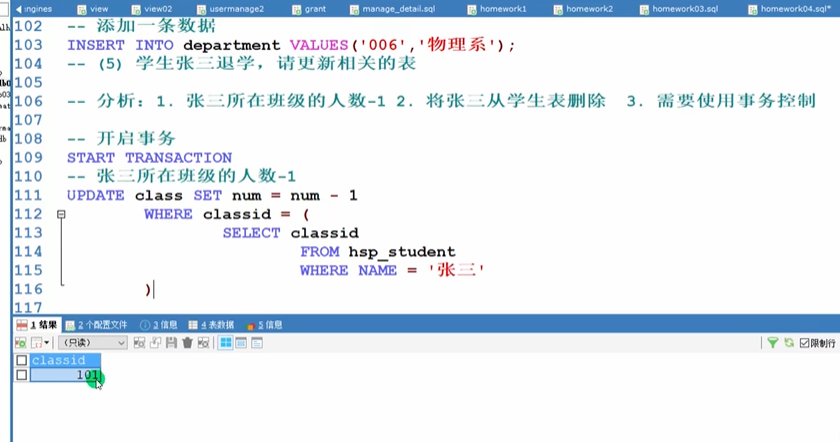 ngines view view02 usermanage2 grant manage_detail.sql homework1 homework2 homework03.sql homework04.sql*
102 -- 添加一条数据
103 INSERT INTO department VALUES('006','物理系');
104 -- (5) 学生张三退学，请更新相关的表
105
106 -- 分析：1. 张三所在班级的人数-1 2. 将张三从学生表删除 3. 需要使用事务控制
107
108 -- 开启事务
109 START TRANSACTION
110 -- 张三所在班级的人数-1
111 UPDATE class SET num = num - 1
112 WHERE classid = (
113 SELECT classid
114 FROM hsp_student
115 WHERE NAME = '张三'
116 )
117
1 结果 2 个配置文件 3 信息 4 表数据 5 信息
(只读) 限制行
classid
101